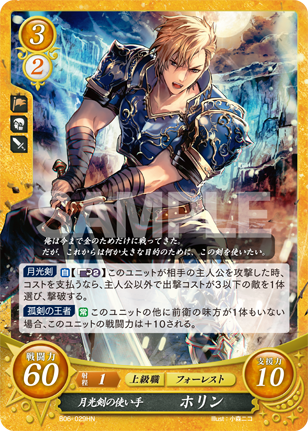 3
2
SAMPLE
俺は今まで金のためだけに戦ってきた。
だが、これからは何か大きな目的のために、この剣を使いたい。
月光剣 自 【2】このユニットが相手の主人公を攻撃した時、
コストを支払うなら、主人公以外で出撃コストが3以下の敵を1体
選び、撃破する。
孤剣の王者 常 このユニットの他に前衛の味方が1体もいない
場合、このユニットの戦闘力は+10される。
戦闘力
60
射程 1
上級職
フォーレスト
支援力
10
月光剣の使い手 ホリン
B06-029HN
Illust:小森ニコ